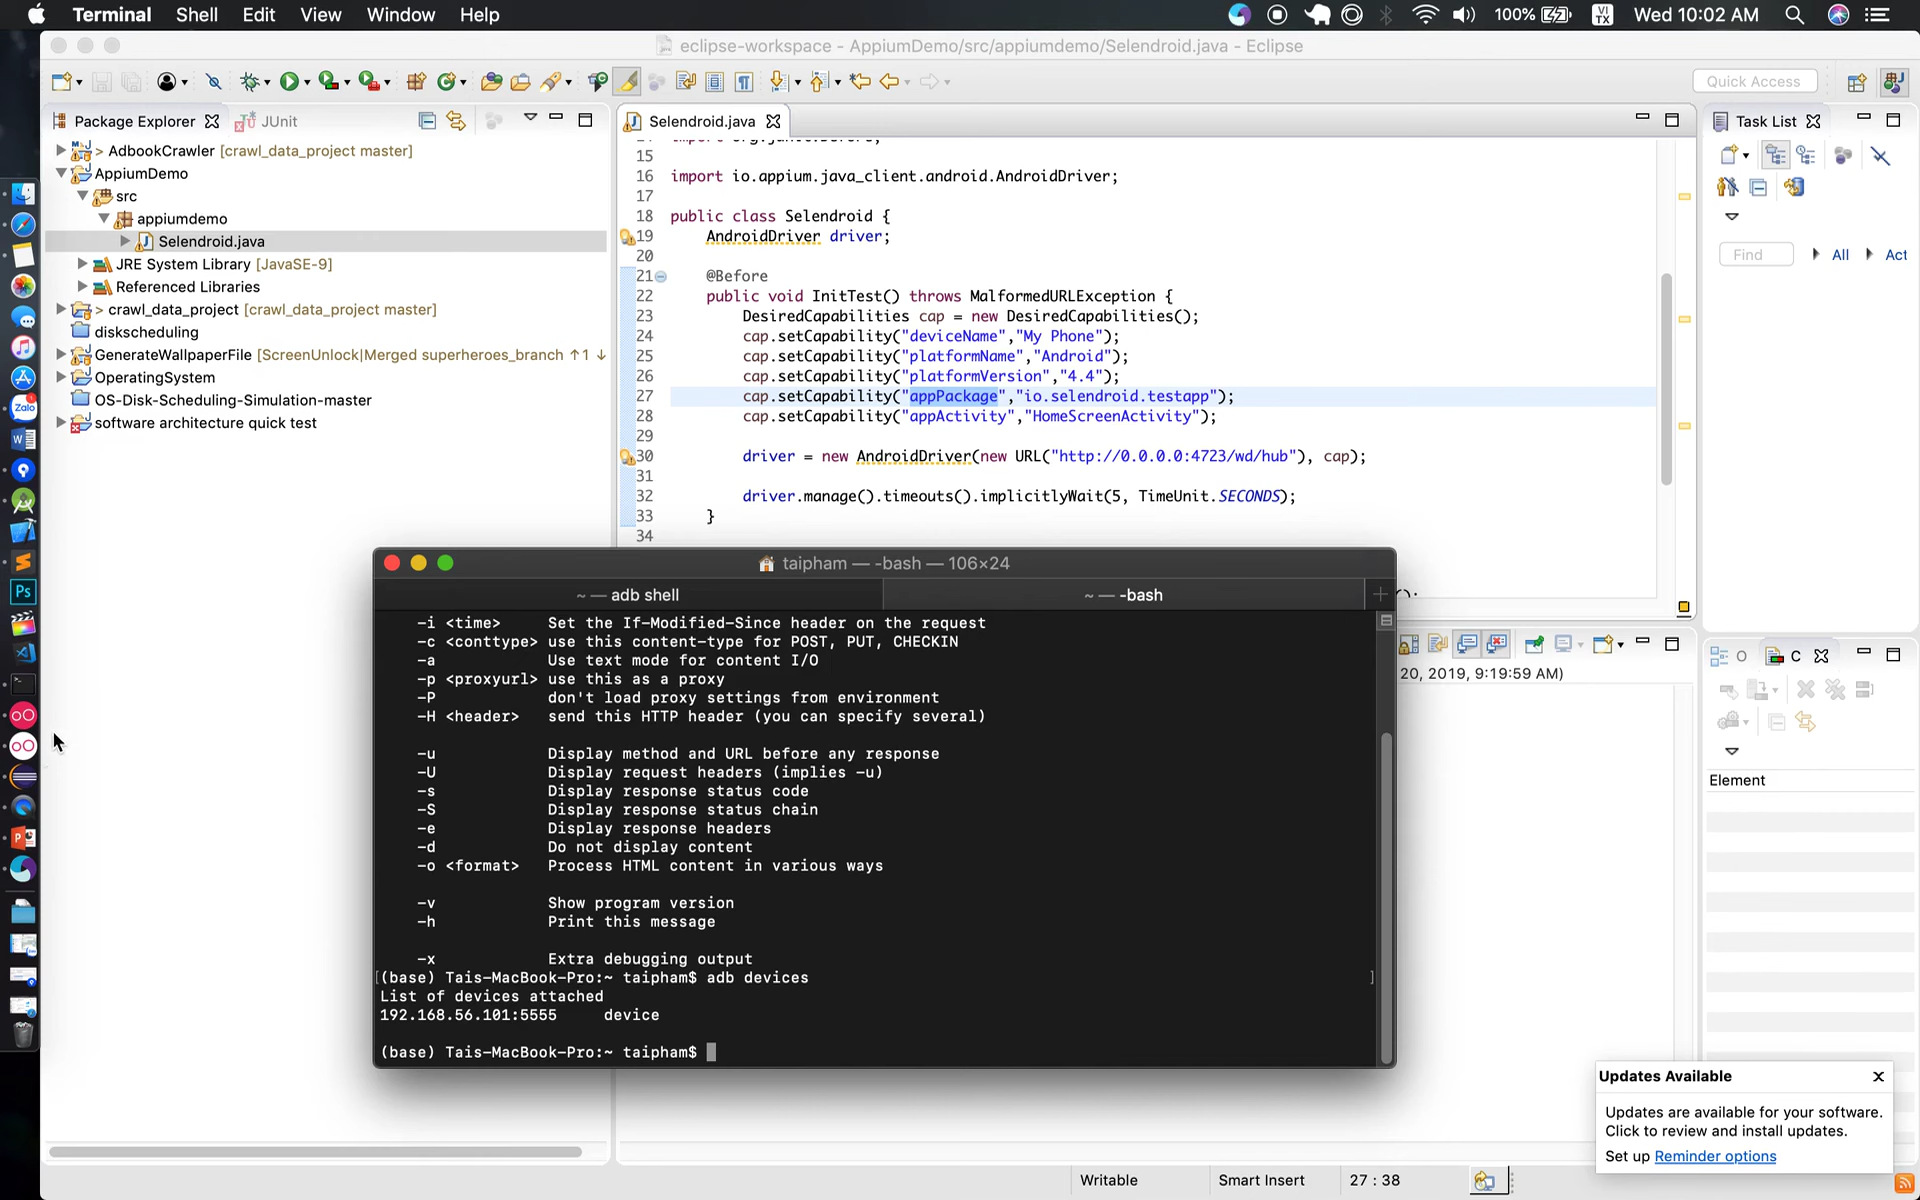 Terminal Shell Edit View Window Help
100% VI TX Wed 10:02 AM
eclipse-workspace - AppiumDemo/src/appiumdemo/Selendroid.java - Eclipse
Quick Access
Package Explorer
JUnit
> AdbookCrawler [crawl_data_project master]
AppiumDemo
src
appiumdemo
Selendroid.java
JRE System Library [JavaSE-9]
Referenced Libraries
> crawl_data_project [crawl_data_project master]
diskscheduling
GenerateWallpaperFile [ScreenUnlock|Merged superheroes_branch ↑1 ↓
OperatingSystem
OS-Disk-Scheduling-Simulation-master
software architecture quick test
Zalo
Ps
Selendroid.java
15
16 import io.appium.java_client.android.AndroidDriver;
17
18 public class Selendroid {
19 AndroidDriver driver;
20
21 @Before
22 public void InitTest() throws MalformedURLException {
23 DesiredCapabilities cap = new DesiredCapabilities();
24 cap.setCapability("deviceName","My Phone");
25 cap.setCapability("platformName","Android");
26 cap.setCapability("platformVersion","4.4");
27 cap.setCapability("appPackage","io.selendroid.testapp");
28 cap.setCapability("appActivity","HomeScreenActivity");
29
30 driver = new AndroidDriver(new URL("http://0.0.0.0:4723/wd/hub"), cap);
31
32 driver.manage().timeouts().implicitlyWait(5, TimeUnit.SECONDS);
33 }
34
Task List
Find
All
Act
taipham — -bash — 106×24
~ — adb shell
~ — -bash
-i <time> Set the If-Modified-Since header on the request
-c <conttype> use this content-type for POST, PUT, CHECKIN
-a Use text mode for content I/O
-p <proxyurl> use this as a proxy
-P don't load proxy settings from environment
-H <header> send this HTTP header (you can specify several)
-u Display method and URL before any response
-U Display request headers (implies -u)
-s Display response status code
-S Display response status chain
-e Display response headers
-d Do not display content
-o <format> Process HTML content in various ways
-v Show program version
-h Print this message
-x Extra debugging output
[(base) Tais-MacBook-Pro:~ taipham$ adb devices ]
List of devices attached
192.168.56.101:5555 device
(base) Tais-MacBook-Pro:~ taipham$
20, 2019, 9:19:59 AM)
O
C
Element
Updates Available
Updates are available for your software.
Click to review and install updates.
Set up Reminder options
Writable
Smart Insert
27 : 38